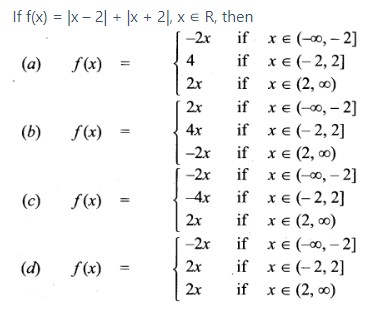 If f(x) = |x – 2| + |x + 2|, x ∈ R, then
–2x if x ∈ (–∞, – 2]
(a) f(x) = 4 if x ∈ (– 2, 2]
2x if x ∈ (2, ∞)
2x if x ∈ (–∞, – 2]
(b) f(x) = 4x if x ∈ (– 2, 2]
–2x if x ∈ (2, ∞)
–2x if x ∈ (–∞, – 2]
(c) f(x) = –4x if x ∈ (– 2, 2]
2x if x ∈ (2, ∞)
–2x if x ∈ (–∞, – 2]
(d) f(x) = 2x if x ∈ (– 2, 2]
2x if x ∈ (2, ∞)